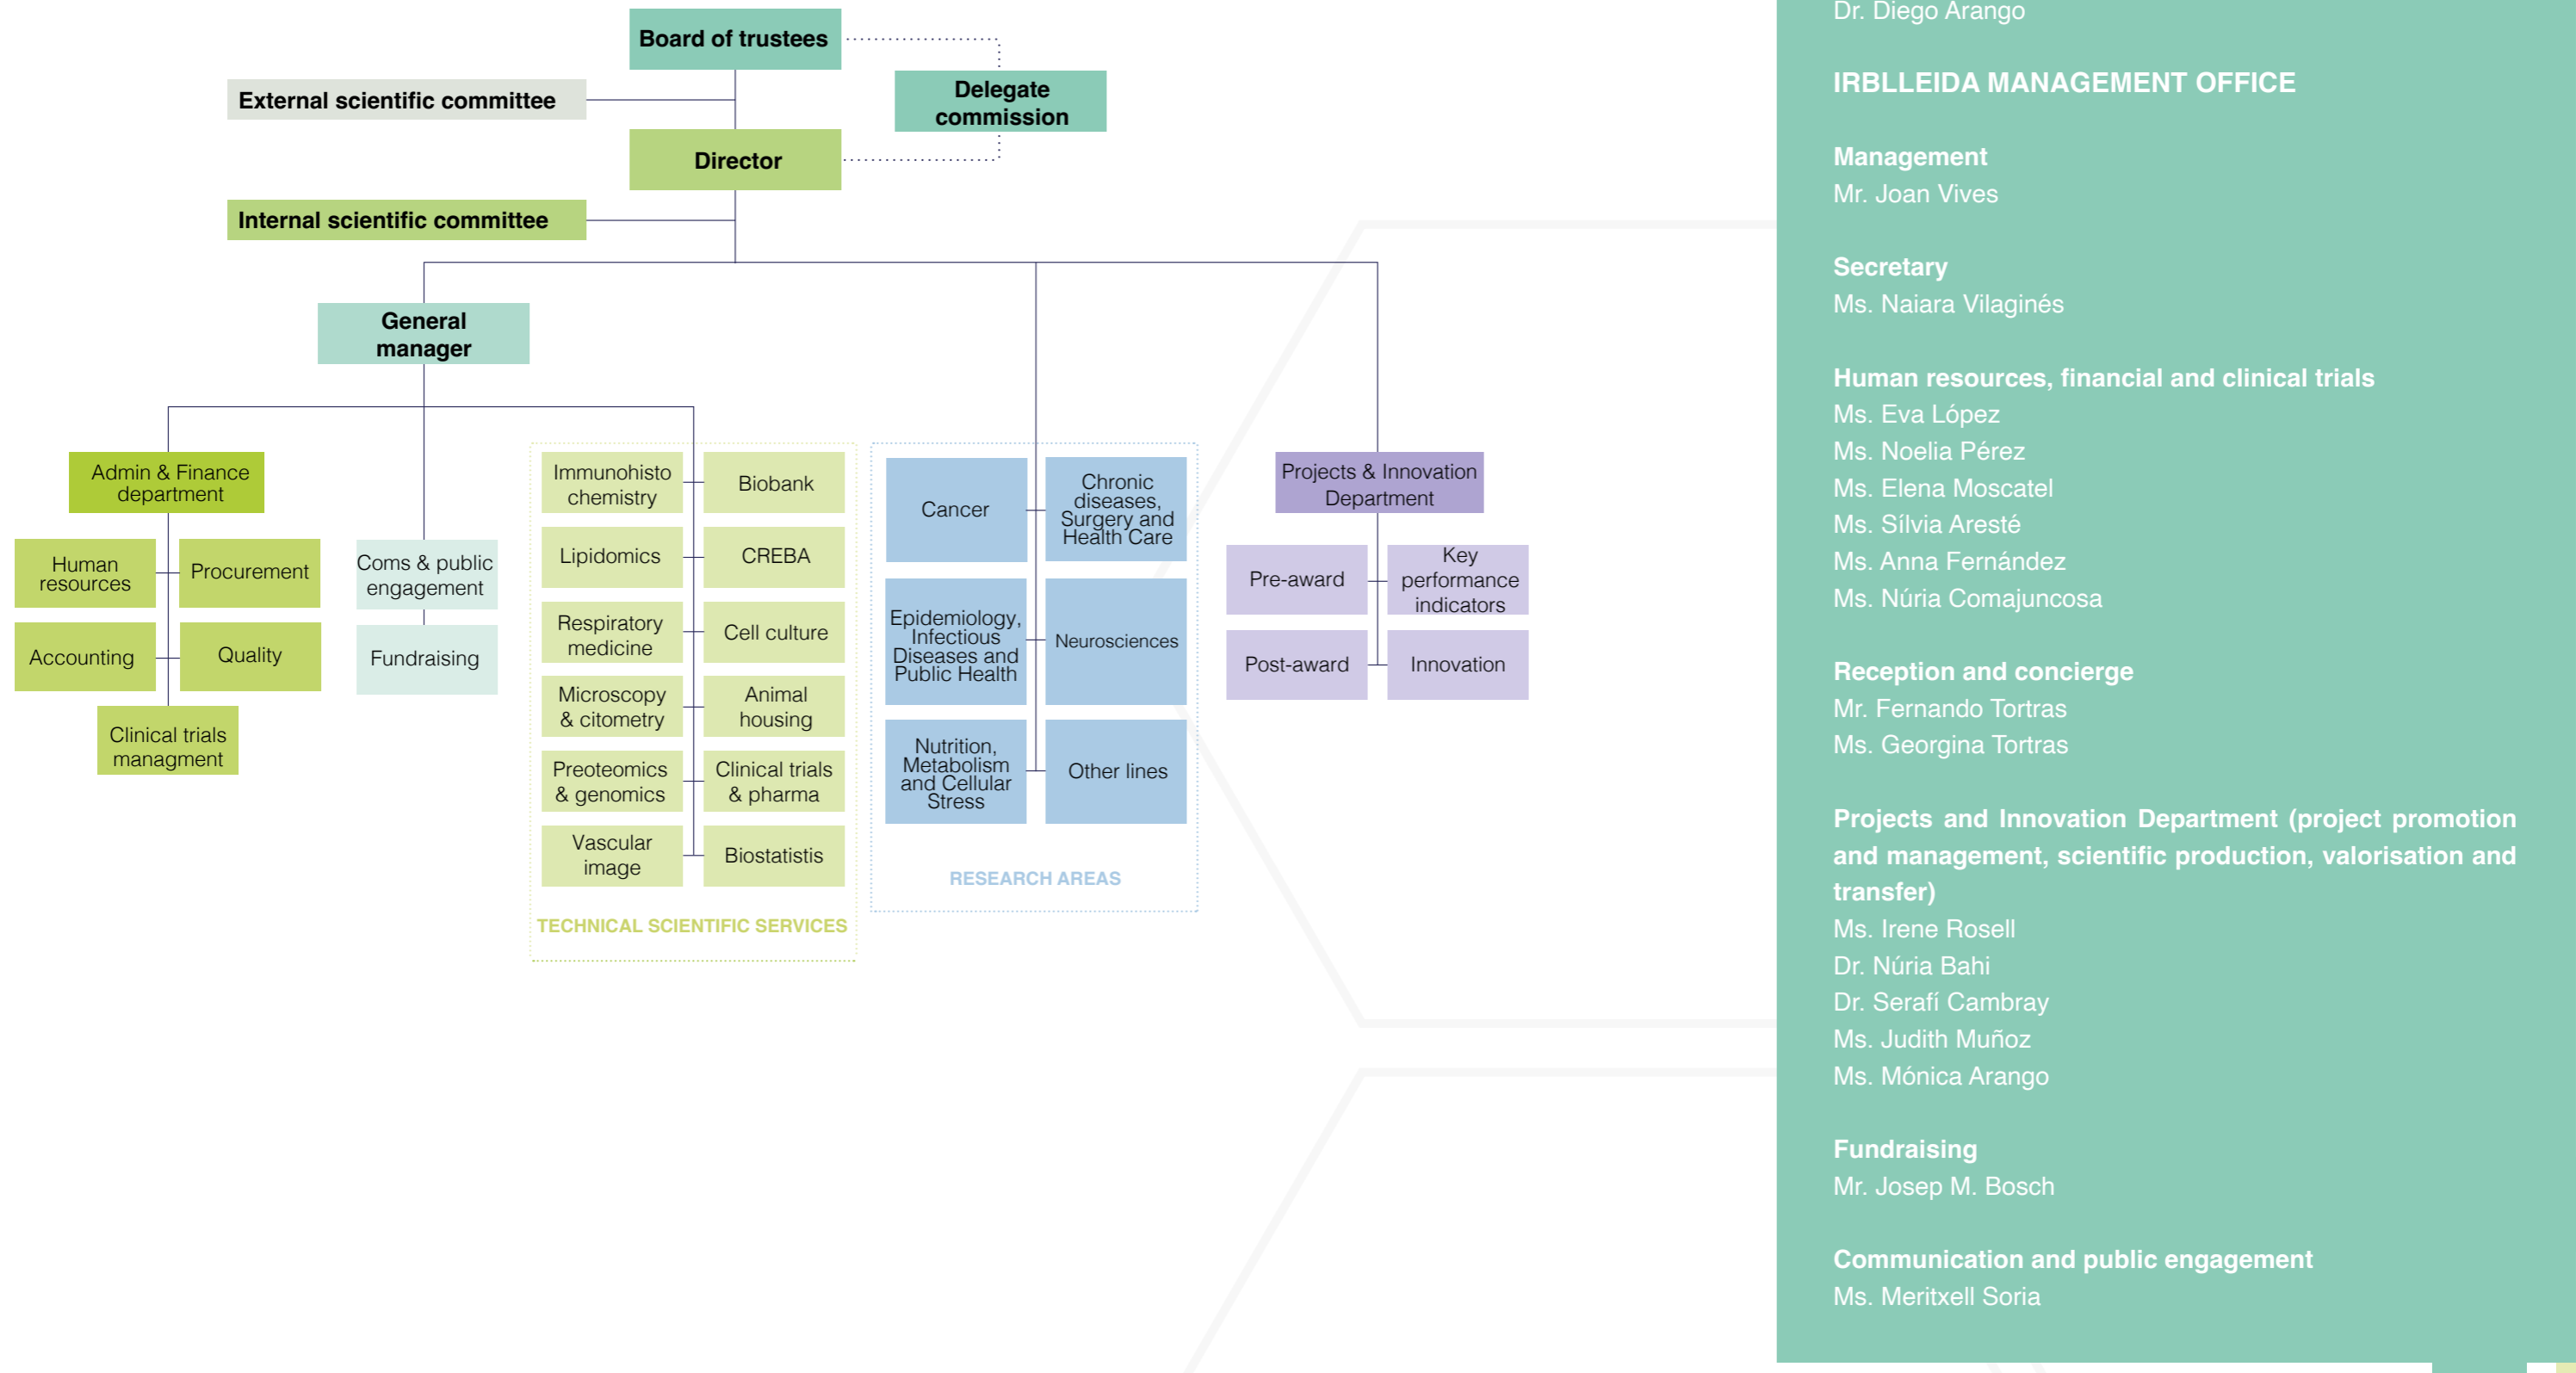 Board of trustees
External scientific committee
Delegate
commission
Director
Internal scientific committee
General
manager
Admin & Finance
department
Human
resources
Procurement
Accounting
Quality
Clinical trials
managment
Coms & public
engagement
Fundraising
Immunohisto
chemistry
Biobank
Lipidomics
CREBA
Respiratory
medicine
Cell culture
Microscopy
& citometry
Animal
housing
Preoteomics
& genomics
Clinical trials
& pharma
Vascular
image
Biostatistis
TECHNICAL SCIENTIFIC SERVICES
Cancer
Chronic
diseases,
Surgery and
Health Care
Epidemiology,
Infectious
Diseases and
Public Health
Neurosciences
Nutrition,
Metabolism
and Cellular
Stress
Other lines
RESEARCH AREAS
Projects & Innovation
Department
Pre-award
Key
performance
indicators
Post-award
Innovation
Dr. Diego Arango
IRBLLEIDA MANAGEMENT OFFICE
Management
Mr. Joan Vives
Secretary
Ms. Naiara Vilaginés
Human resources, financial and clinical trials
Ms. Eva López
Ms. Noelia Pérez
Ms. Elena Moscatel
Ms. Sílvia Aresté
Ms. Anna Fernández
Ms. Núria Comajuncosa
Reception and concierge
Mr. Fernando Tortras
Ms. Georgina Tortras
Projects and Innovation Department (project promotion
and management, scientific production, valorisation and
transfer)
Ms. Irene Rosell
Dr. Núria Bahi
Dr. Serafí Cambray
Ms. Judith Muñoz
Ms. Mónica Arango
Fundraising
Mr. Josep M. Bosch
Communication and public engagement
Ms. Meritxell Soria